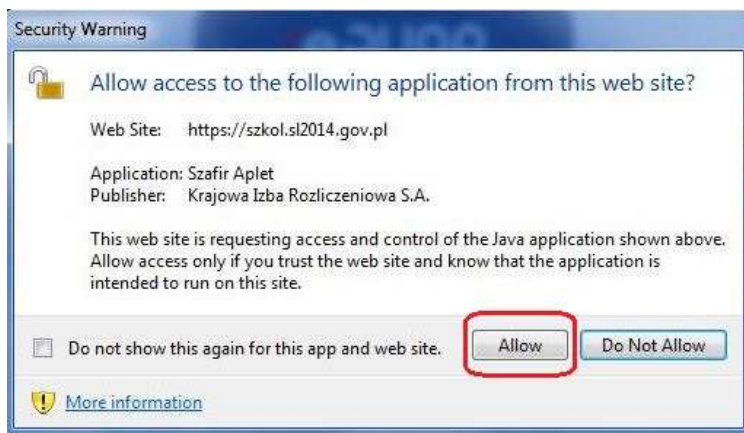 Security Warning
Allow access to the following application from this web site?
Web Site: https://szkol.sl2014.gov.pl
Application: Szafir Aplet
Publisher: Krajowa Izba Rozliczeniowa S.A.
This web site is requesting access and control of the Java application shown above.
Allow access only if you trust the web site and know that the application is
intended to run on this site.
Do not show this again for this app and web site. Allow Do Not Allow
More information